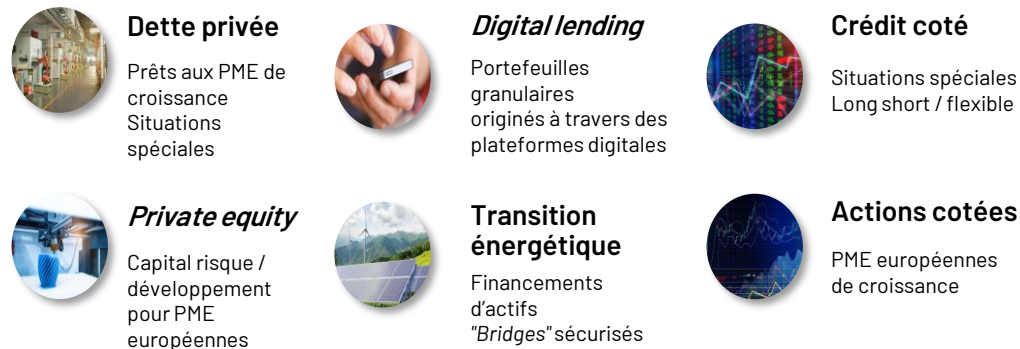 Dette privée
Prêts aux PME de
croissance
Situations
spéciales
Digital lending
Portefeuilles
granulaires
originés à travers des
plateformes digitales
Crédit coté
Situations spéciales
Long short / flexible
Private equity
Capital risque /
développement
pour PME
européennes
Transition
énergétique
Financements
d’actifs
"Bridges" sécurisés
Actions cotées
PME européennes
de croissance